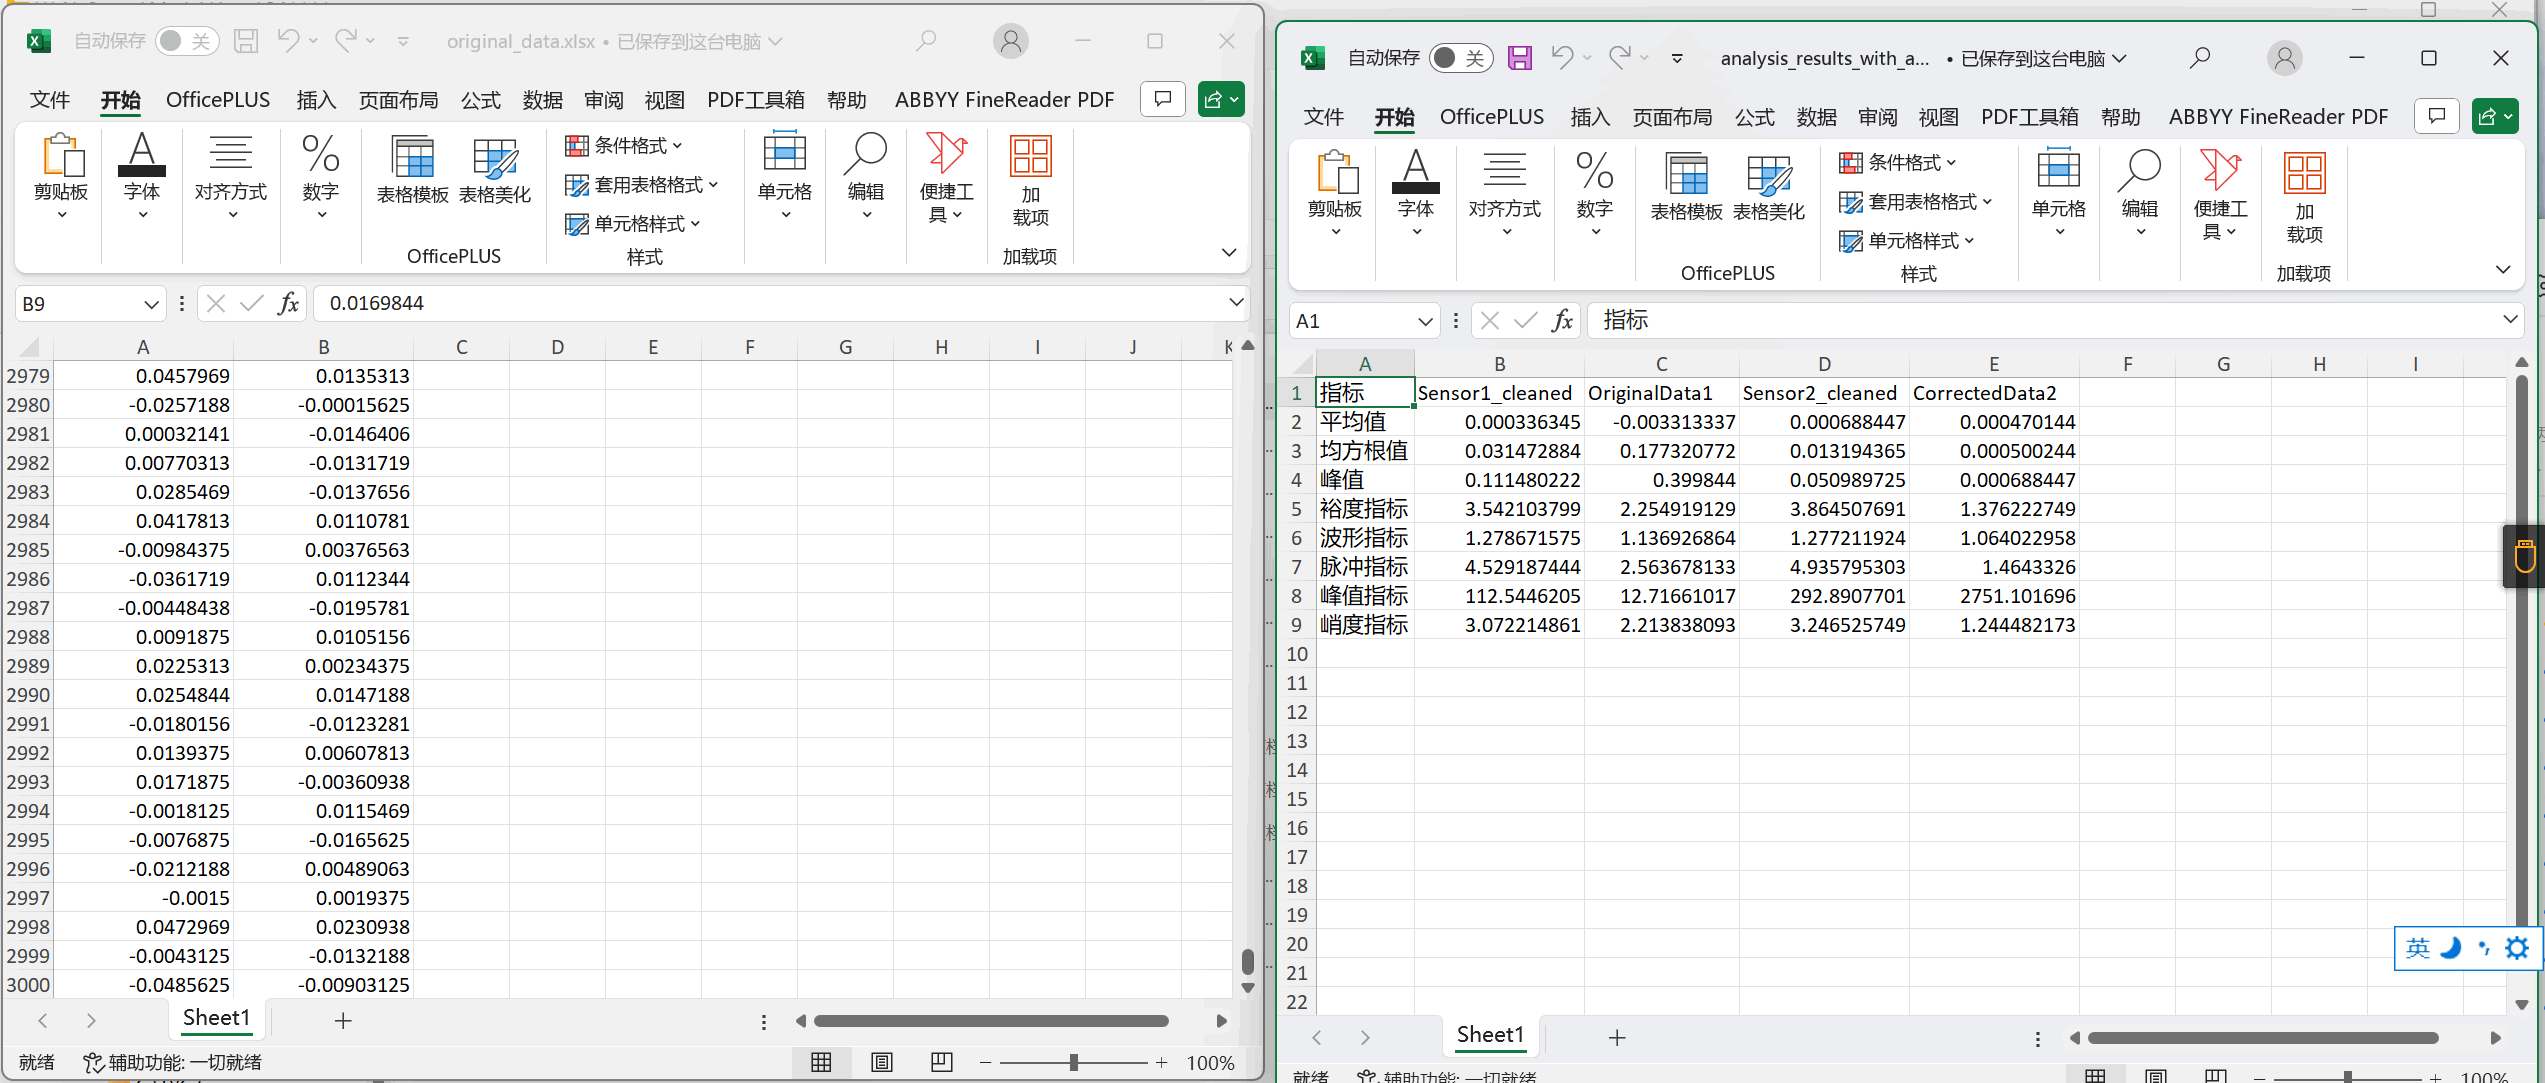 自动保存 关 original_data.xlsx • 已保存到这台电脑
文件 开始 OfficePLUS 插入 页面布局 公式 数据 审阅 视图 PDF工具箱 帮助 ABBYY FineReader PDF
剪贴板 字体 对齐方式 数字 表格模板 表格美化 条件格式 套用表格格式 单元格样式 单元格 编辑 便捷工具 加载项
OfficePLUS 样式 加载项
B9 fx 0.0169844
A B C D E F G H I J K
2979 0.0457969 0.0135313
2980 -0.0257188 -0.00015625
2981 0.00032141 -0.0146406
2982 0.00770313 -0.0131719
2983 0.0285469 -0.0137656
2984 0.0417813 0.0110781
2985 -0.00984375 0.00376563
2986 -0.0361719 0.0112344
2987 -0.00448438 -0.0195781
2988 0.0091875 0.0105156
2989 0.0225313 0.00234375
2990 0.0254844 0.0147188
2991 -0.0180156 -0.0123281
2992 0.0139375 0.00607813
2993 0.0171875 -0.00360938
2994 -0.0018125 0.0115469
2995 -0.0076875 -0.0165625
2996 -0.0212188 0.00489063
2997 -0.0015 0.0019375
2998 0.0472969 0.0230938
2999 -0.0043125 -0.0132188
3000 -0.0485625 -0.00903125
Sheet1
就绪 辅助功能: 一切就绪 100%
自动保存 关 analysis_results_with_a... • 已保存到这台电脑
文件 开始 OfficePLUS 插入 页面布局 公式 数据 审阅 视图 PDF工具箱 帮助 ABBYY FineReader PDF
剪贴板 字体 对齐方式 数字 表格模板 表格美化 条件格式 套用表格格式 单元格样式 单元格 编辑 便捷工具 加载项
OfficePLUS 样式 加载项
A1 fx 指标
A B C D E F G H I
1 指标 Sensor1_cleaned OriginalData1 Sensor2_cleaned CorrectedData2
2 平均值 0.000336345 -0.003313337 0.000688447 0.000470144
3 均方根值 0.031472884 0.177320772 0.013194365 0.000500244
4 峰值 0.111480222 0.399844 0.050989725 0.000688447
5 裕度指标 3.542103799 2.254919129 3.864507691 1.376222749
6 波形指标 1.278671575 1.136926864 1.277211924 1.064022958
7 脉冲指标 4.529187444 2.563678133 4.935795303 1.4643326
8 峰值指标 112.5446205 12.71661017 292.8907701 2751.101696
9 峭度指标 3.072214861 2.213838093 3.246525749 1.244482173
10
11
12
13
14
15
16
17
18
19
20
21
22
英
Sheet1
就绪 辅助功能: 一切就绪 100%